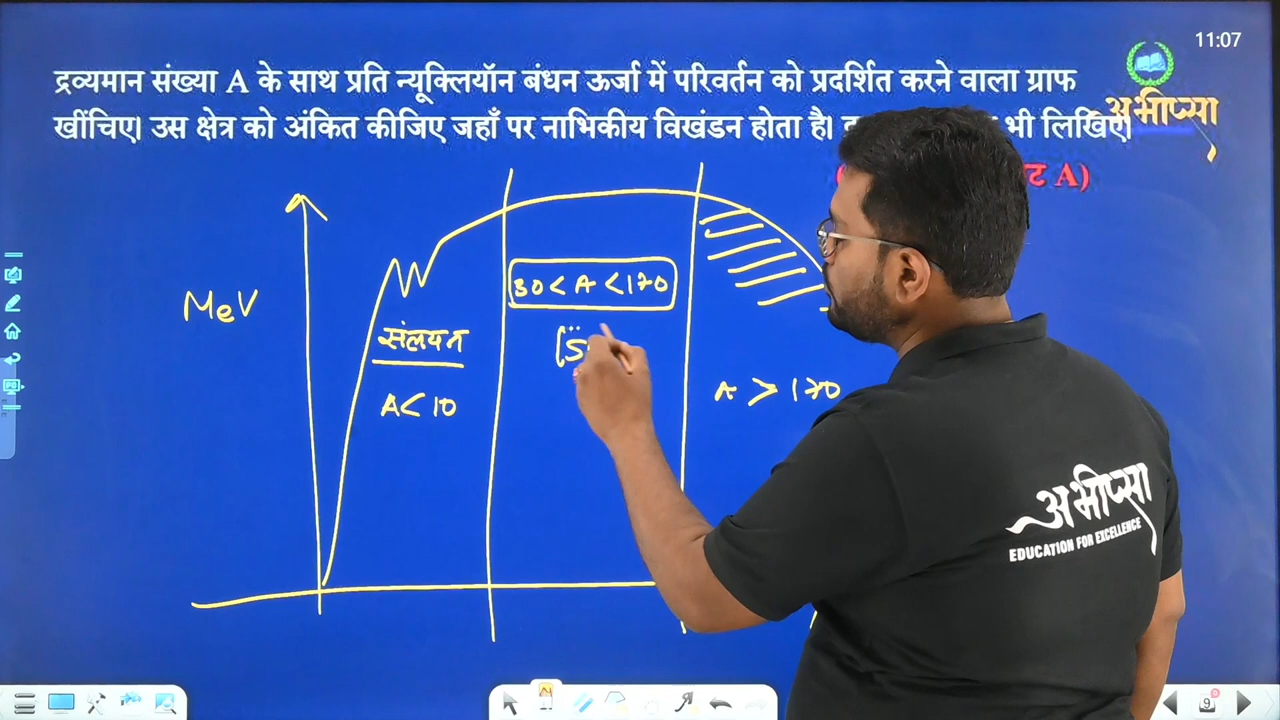 11:07
द्रव्यमान संख्या A के साथ प्रति न्यूक्लियॉन बंधन ऊर्जा में परिवर्तन को प्रदर्शित करने वाला ग्राफ
खींचिए। उस क्षेत्र को अंकित कीजिए जहाँ पर नाभिकीय विखंडन होता है। भी लिखिए।
अभीप्सा
A)
MeV
30 < A < 170
संलयन
A < 10
A > 170
अभीप्सा
EDUCATION FOR EXCELLENCE
9